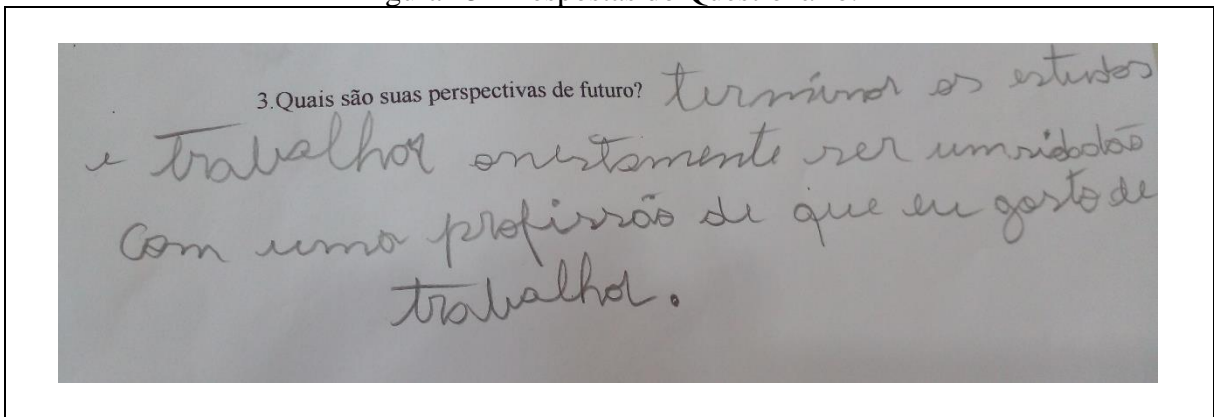 3.Quais são suas perspectivas de futuro? terminar os estudos
e trabalhar onestamente ser um sidadão
com uma profissão de que eu gosto de
trabalhar.